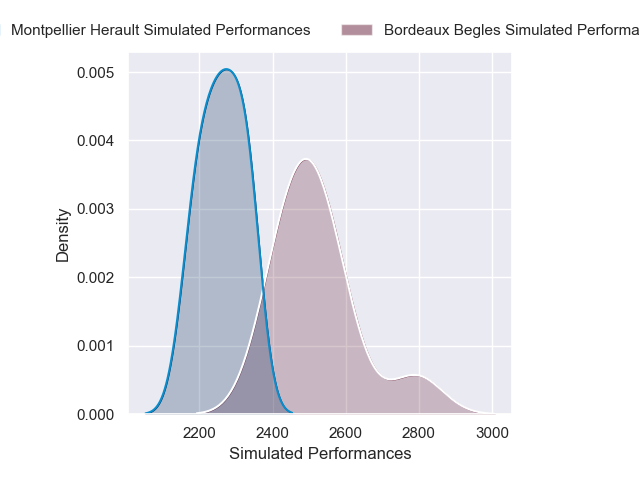 Montpellier Herault Simulated Performances Bordeaux Begles Simulated
0.005
0.004
0.003
0.002
0.001
0.000
Density
2200 2400 2600 2800 3000
Simulated Performances